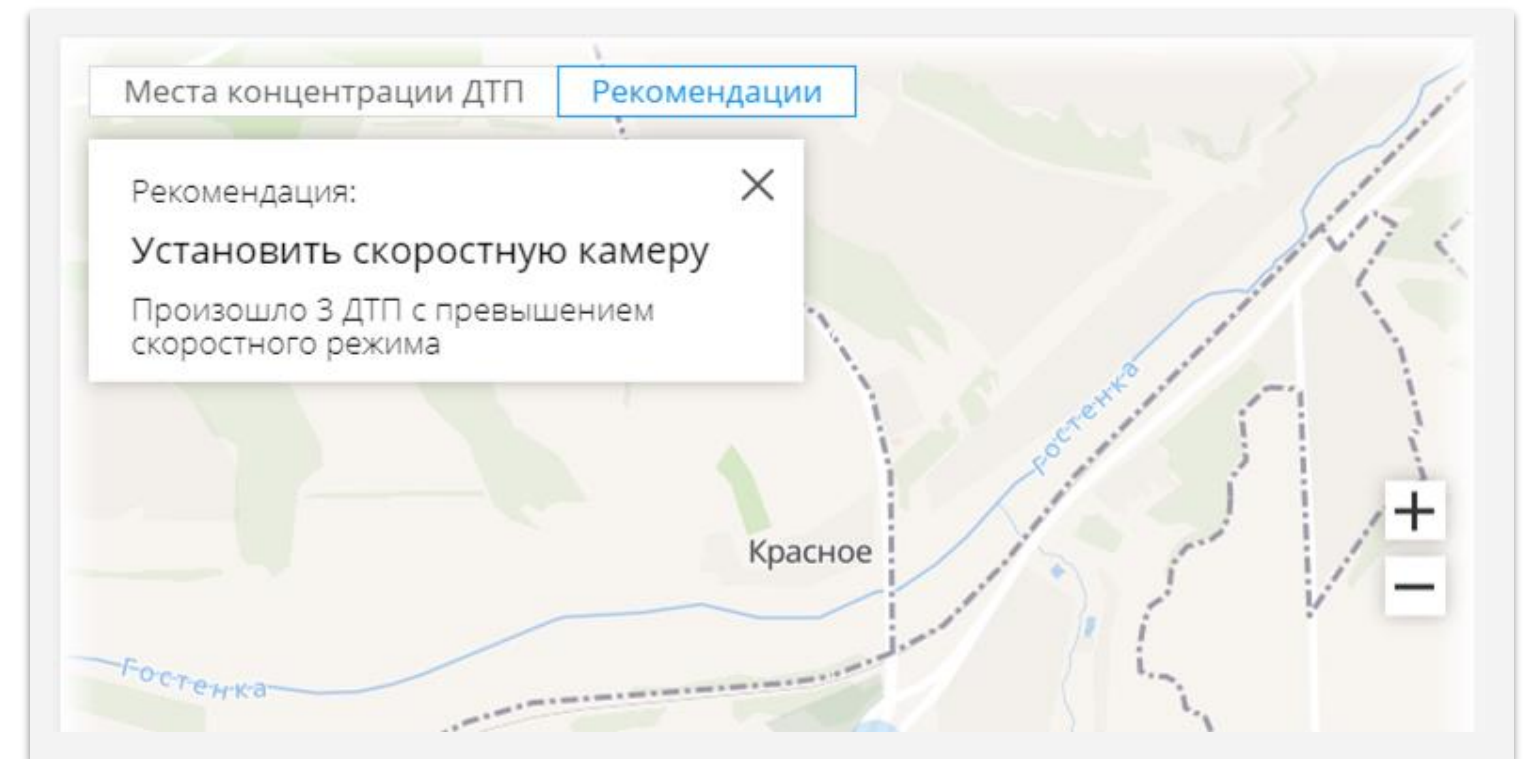 Места концентрации ДТП
Рекомендации
Рекомендация:
Установить скоростную камеру
Произошло 3 ДТП с превышением
скоростного режима
Гостенка
Красное
Гостенка